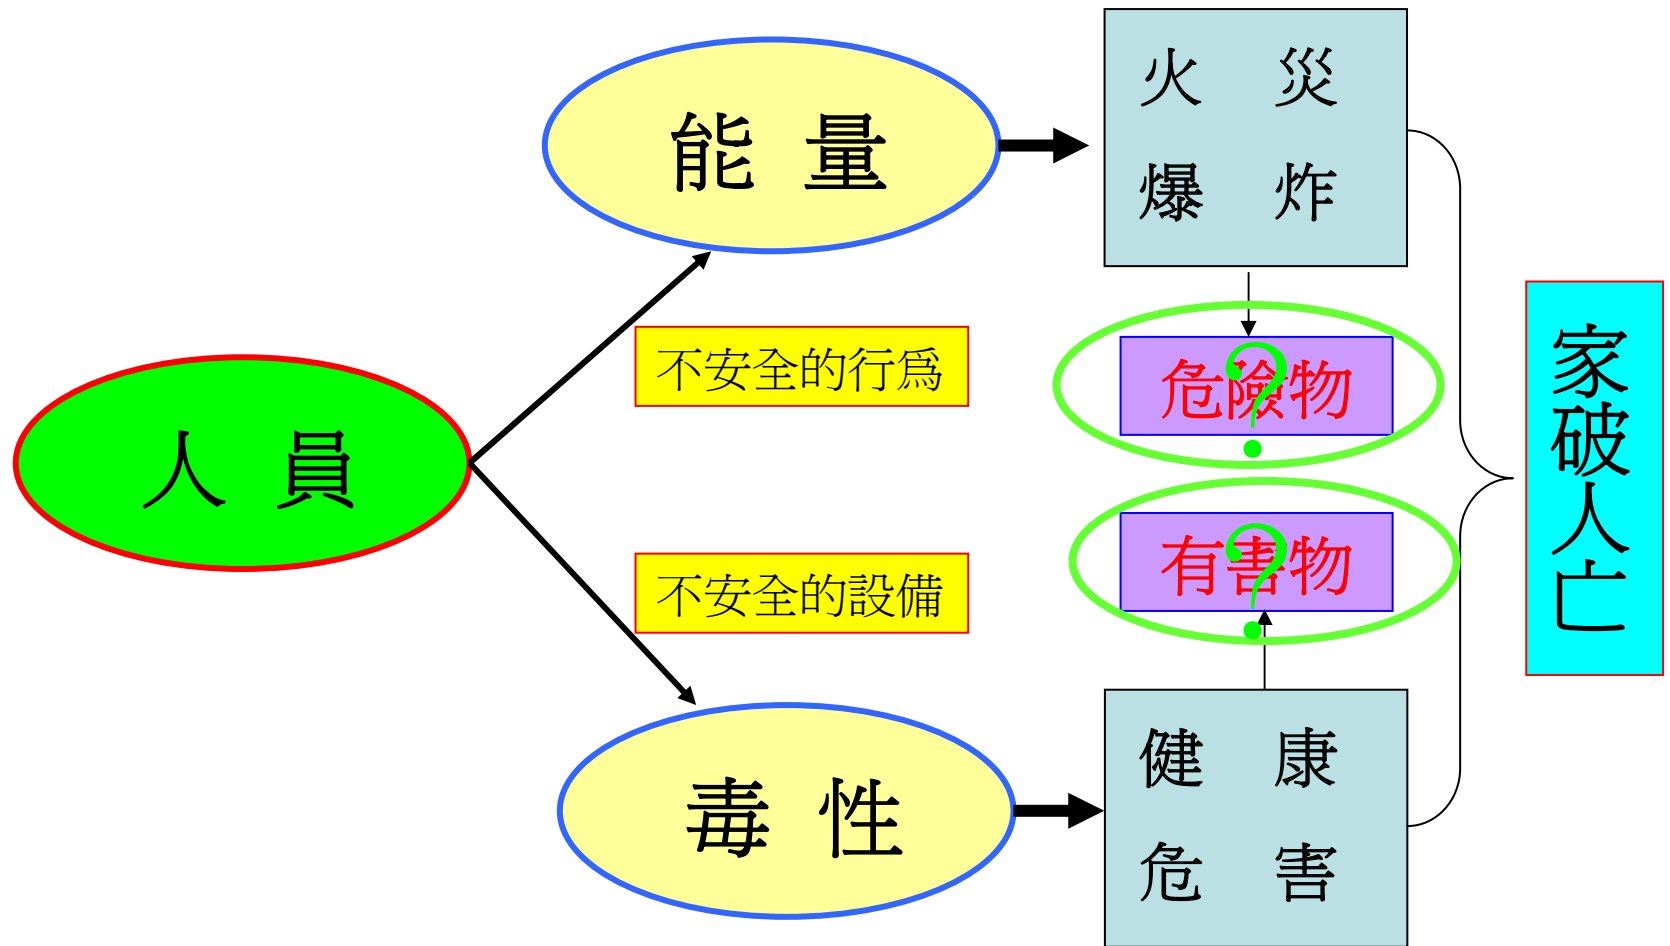 人 員
能 量
不安全的行為
不安全的設備
毒 性
火 災
爆 炸
危險物
?
有害物
?
健 康
危 害
家破人亡